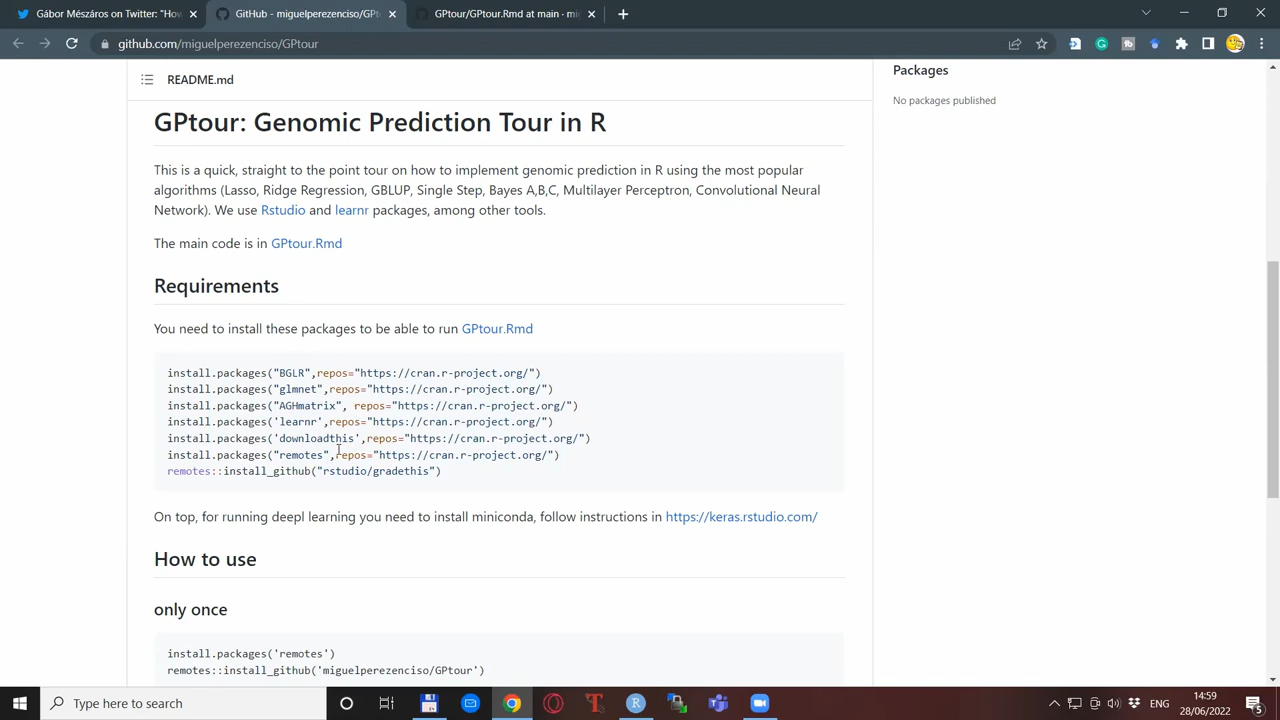 Gábor Mészáros on Twitter: "How
GitHub - miguelperezenciso/GPt
GPtour/GPtour.Rmd at main · mi
github.com/miguelperezenciso/GPtour
README.md
Packages
No packages published
GPtour: Genomic Prediction Tour in R
This is a quick, straight to the point tour on how to implement genomic prediction in R using the most popular
algorithms (Lasso, Ridge Regression, GBLUP, Single Step, Bayes A,B,C, Multilayer Perceptron, Convolutional Neural
Network). We use Rstudio and learnr packages, among other tools.
The main code is in GPtour.Rmd
Requirements
You need to install these packages to be able to run GPtour.Rmd
install.packages("BGLR",repos="https://cran.r-project.org/")
install.packages("glmnet",repos="https://cran.r-project.org/")
install.packages("AGHmatrix", repos="https://cran.r-project.org/")
install.packages('learnr',repos="https://cran.r-project.org/")
install.packages('downloadthis',repos="https://cran.r-project.org/")
install.packages("remotes",repos="https://cran.r-project.org/")
remotes::install_github("rstudio/gradethis")
On top, for running deepl learning you need to install miniconda, follow instructions in https://keras.rstudio.com/
How to use
only once
install.packages('remotes')
remotes::install_github('miguelperezenciso/GPtour')
Type here to search
ENG
14:59
28/06/2022
5